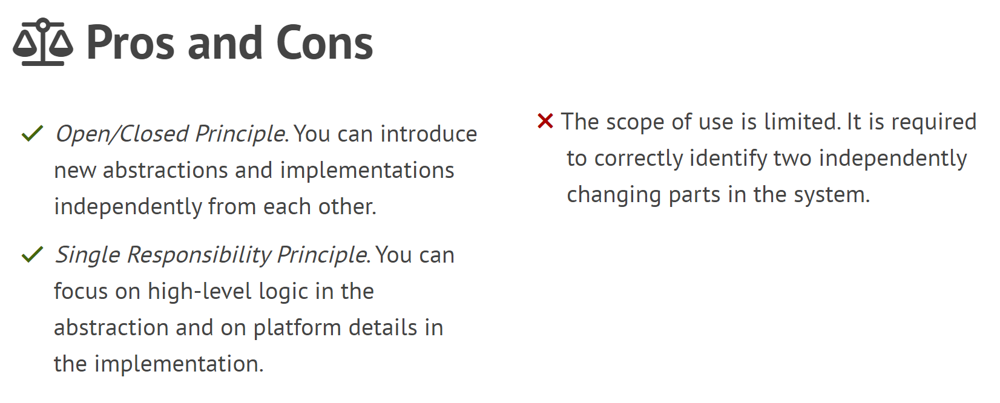 Pros and Cons
Open/Closed Principle. You can introduce
new abstractions and implementations
independently from each other.
Single Responsibility Principle. You can
focus on high-level logic in the
abstraction and on platform details in
the implementation.
The scope of use is limited. It is required
to correctly identify two independently
changing parts in the system.